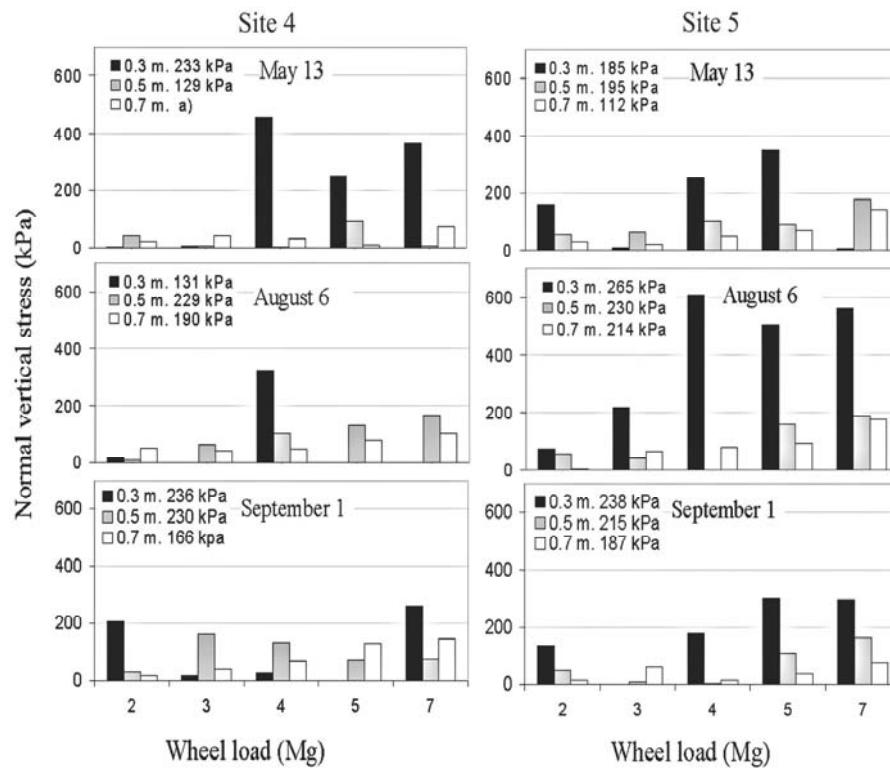 Site 4
Site 5
Normal vertical stress (kPa)
May 13
0.3 m. 233 kPa
0.5 m. 129 kPa
0.7 m. a)
600
400
200
0
August 6
0.3 m. 131 kPa
0.5 m. 229 kPa
0.7 m. 190 kPa
600
400
200
0
September 1
0.3 m. 236 kPa
0.5 m. 230 kPa
0.7 m. 166 kpa
600
400
200
0
2 3 4 5 7
Wheel load (Mg)
May 13
0.3 m. 185 kPa
0.5 m. 195 kPa
0.7 m. 112 kPa
600
400
200
0
August 6
0.3 m. 265 kPa
0.5 m. 230 kPa
0.7 m. 214 kPa
600
400
200
0
September 1
0.3 m. 238 kPa
0.5 m. 215 kPa
0.7 m. 187 kPa
600
400
200
0
2 3 4 5 7
Wheel load (Mg)